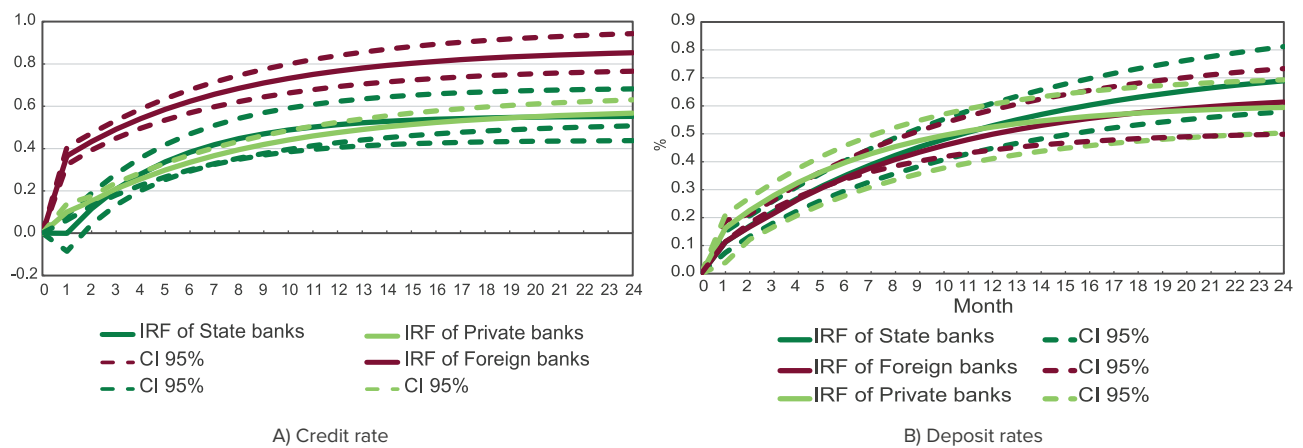 1.0
0.8
0.6
0.4
0.2
0.0
-0.2
0 1 2 3 4 5 6 7 8 9 10 11 12 13 14 15 16 17 18 19 20 21 22 23 24
IRF of State banks
IRF of Private banks
CI 95%
IRF of Foreign banks
CI 95%
CI 95%
A) Credit rate
%
0.9
0.8
0.7
0.6
0.5
0.4
0.3
0.2
0.1
0.0
0 1 2 3 4 5 6 7 8 9 10 11 12 13 14 15 16 17 18 19 20 21 22 23 24
Month
IRF of State banks
CI 95%
IRF of Foreign banks
CI 95%
IRF of Private banks
CI 95%
B) Deposit rates